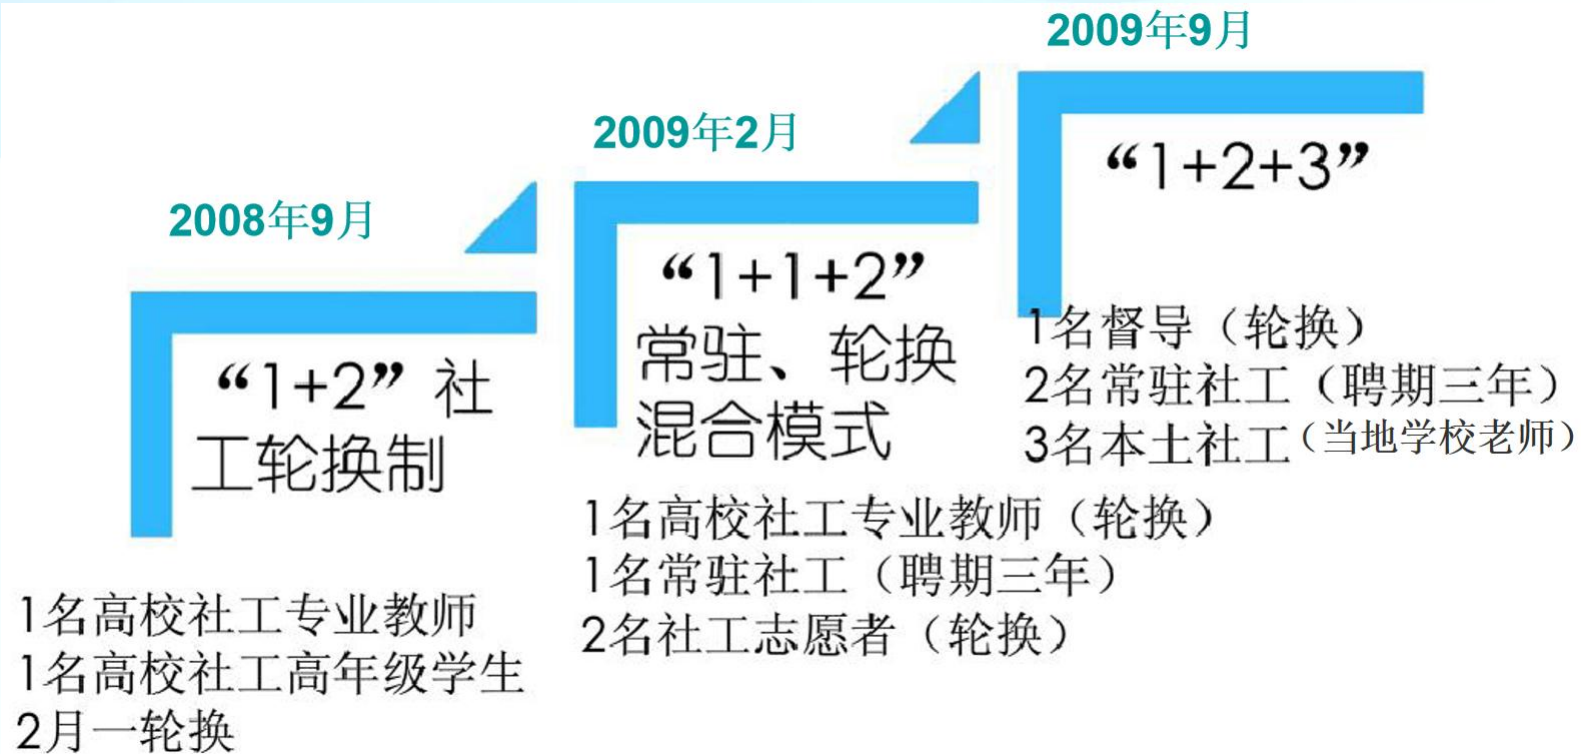 2008年9月
“1+2”社
工轮换制
1名高校社工专业教师
1名高校社工高年级学生
2月一轮换
2009年2月
“1+1+2”
常驻、轮换
混合模式
1名高校社工专业教师（轮换）
1名常驻社工（聘期三年）
2名社工志愿者（轮换）
2009年9月
“1+2+3”
1名督导（轮换）
2名常驻社工（聘期三年）
3名本土社工（当地学校老师）